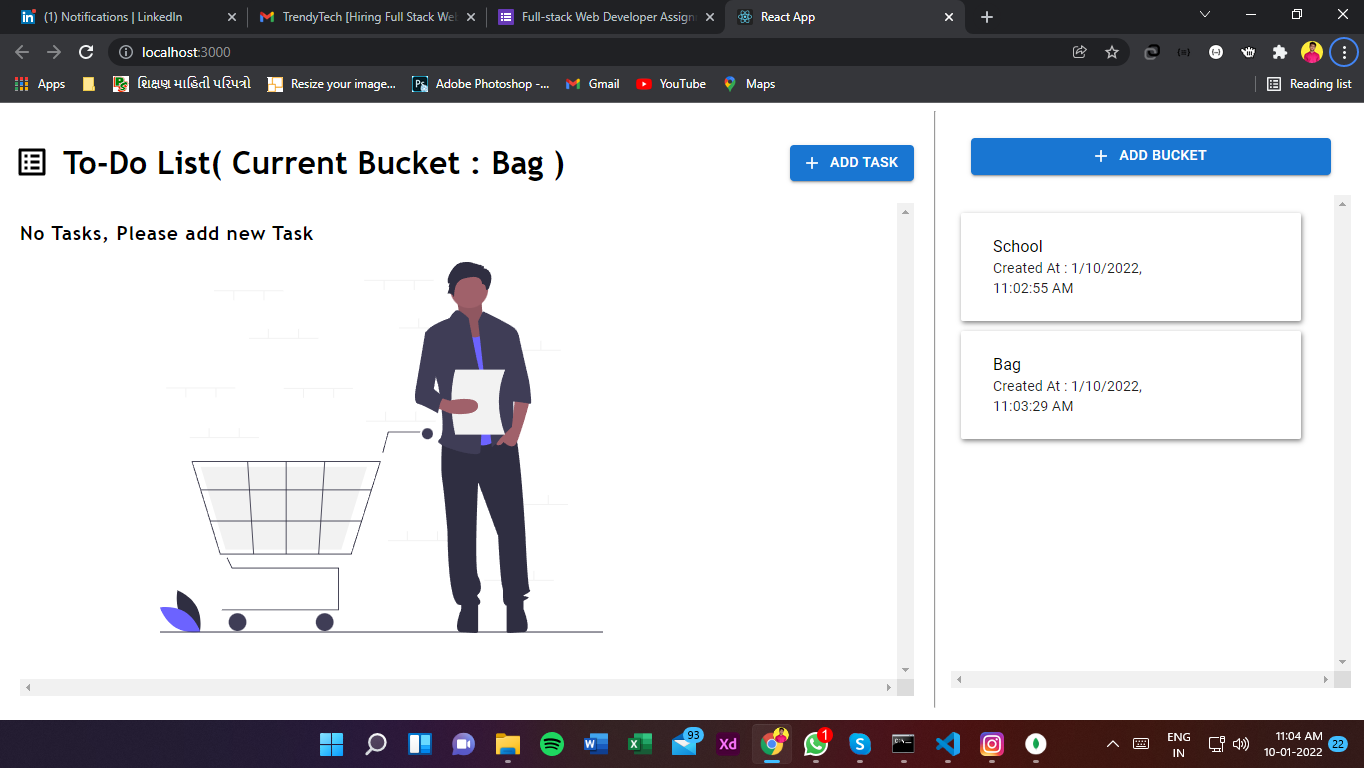 (1) Notifications | LinkedIn
TrendyTech [Hiring Full Stack Web
Full-stack Web Developer Assign
React App
localhost:3000
Apps
શિક્ષણ માહિતી પરિપત્રો
Resize your image...
Adobe Photoshop -...
Gmail
YouTube
Maps
Reading list
To-Do List( Current Bucket : Bag )
ADD TASK
No Tasks, Please add new Task
ADD BUCKET
School
Created At : 1/10/2022,
11:02:55 AM
Bag
Created At : 1/10/2022,
11:03:29 AM
93
Xd
1
ENG
IN
11:04 AM
10-01-2022
22